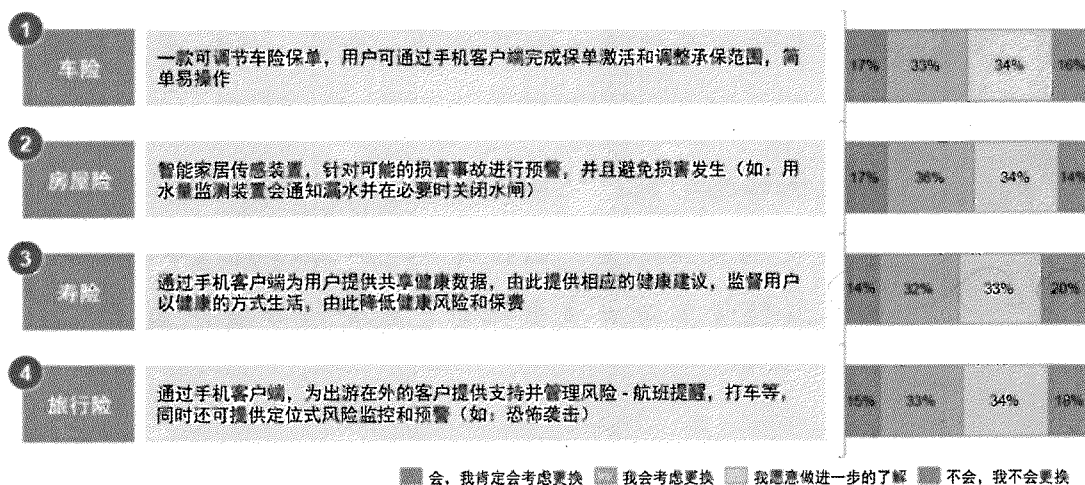 1
车险
一款可调节车险保单，用户可通过手机客户端完成保单激活和调整承保范围，简
单易操作
17% 33% 34% 16%
2
房屋险
智能家居传感装置，针对可能的损害事故进行预警，并且避免损害发生（如：用
水量监测装置会通知漏水并在必要时关闭水闸）
17% 36% 34% 14%
3
寿险
通过手机客户端为用户提供共享健康数据，由此提供相应的健康建议，监督用户
以健康的方式生活，由此降低健康风险和保费
14% 32% 33% 20%
4
旅行险
通过手机客户端，为出游在外的客户提供支持并管理风险 - 航班提醒，打车等，
同时还可提供定位式风险监控和预警（如：恐怖袭击）
15% 33% 34% 19%
会，我肯定会考虑更换 我会考虑更换 我愿意做进一步的了解 不会，我不会更换